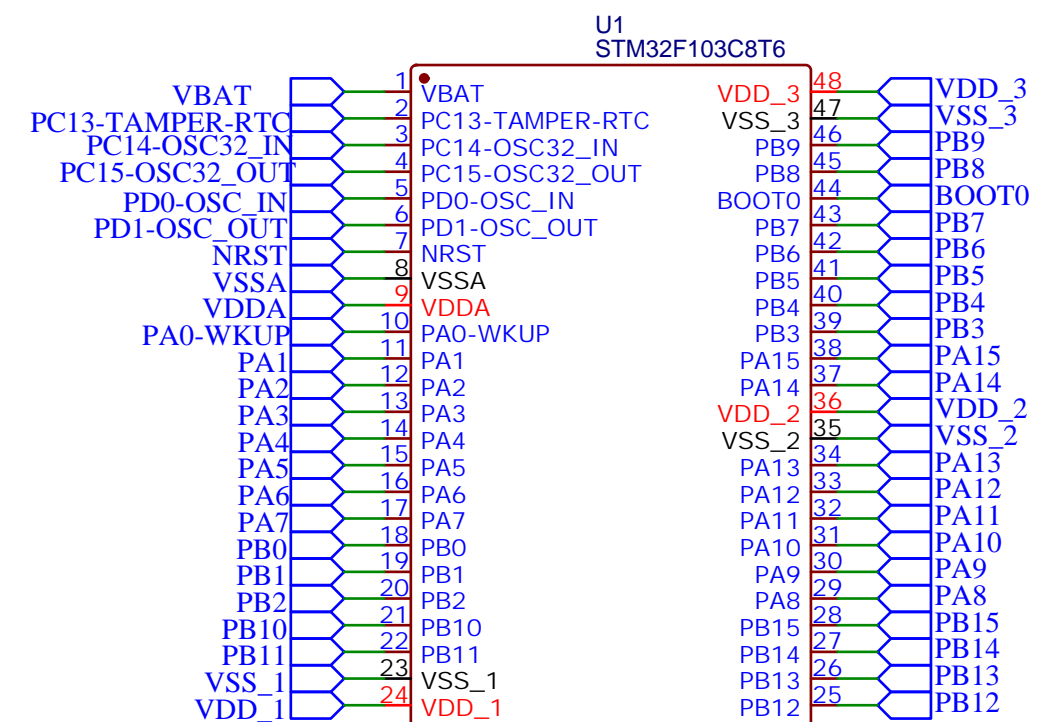 U1
STM32F103C8T6
VBAT 1 VBAT VDD_3 48 VDD_3
PC13-TAMPER-RTC 2 PC13-TAMPER-RTC VSS_3 47 VSS_3
PC14-OSC32_IN 3 PC14-OSC32_IN PB9 46 PB9
PC15-OSC32_OUT 4 PC15-OSC32_OUT PB8 45 PB8
PD0-OSC_IN 5 PD0-OSC_IN BOOT0 44 BOOT0
PD1-OSC_OUT 6 PD1-OSC_OUT PB7 43 PB7
NRST 7 NRST PB6 42 PB6
VSSA 8 VSSA PB5 41 PB5
VDDA 9 VDDA PB4 40 PB4
PA0-WKUP 10 PA0-WKUP PB3 39 PB3
PA1 11 PA1 PA15 38 PA15
PA2 12 PA2 PA14 37 PA14
PA3 13 PA3 VDD_2 36 VDD_2
PA4 14 PA4 VSS_2 35 VSS_2
PA5 15 PA5 PA13 34 PA13
PA6 16 PA6 PA12 33 PA12
PA7 17 PA7 PA11 32 PA11
PB0 18 PB0 PA10 31 PA10
PB1 19 PB1 PA9 30 PA9
PB2 20 PB2 PA8 29 PA8
PB10 21 PB10 PB15 28 PB15
PB11 22 PB11 PB14 27 PB14
VSS_1 23 VSS_1 PB13 26 PB13
VDD_1 24 VDD_1 PB12 25 PB12